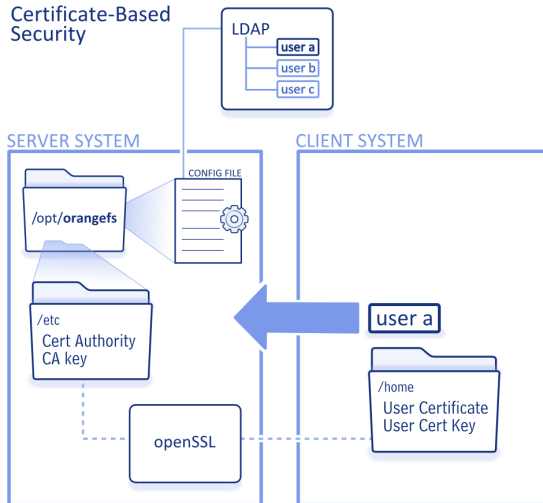 Certificate-Based
Security
LDAP
user a
user b
user c
SERVER SYSTEM
CLIENT SYSTEM
CONFIG FILE
/opt/orangefs
/etc
Cert Authority
CA key
user a
/home
User Certificate
User Cert Key
openSSL